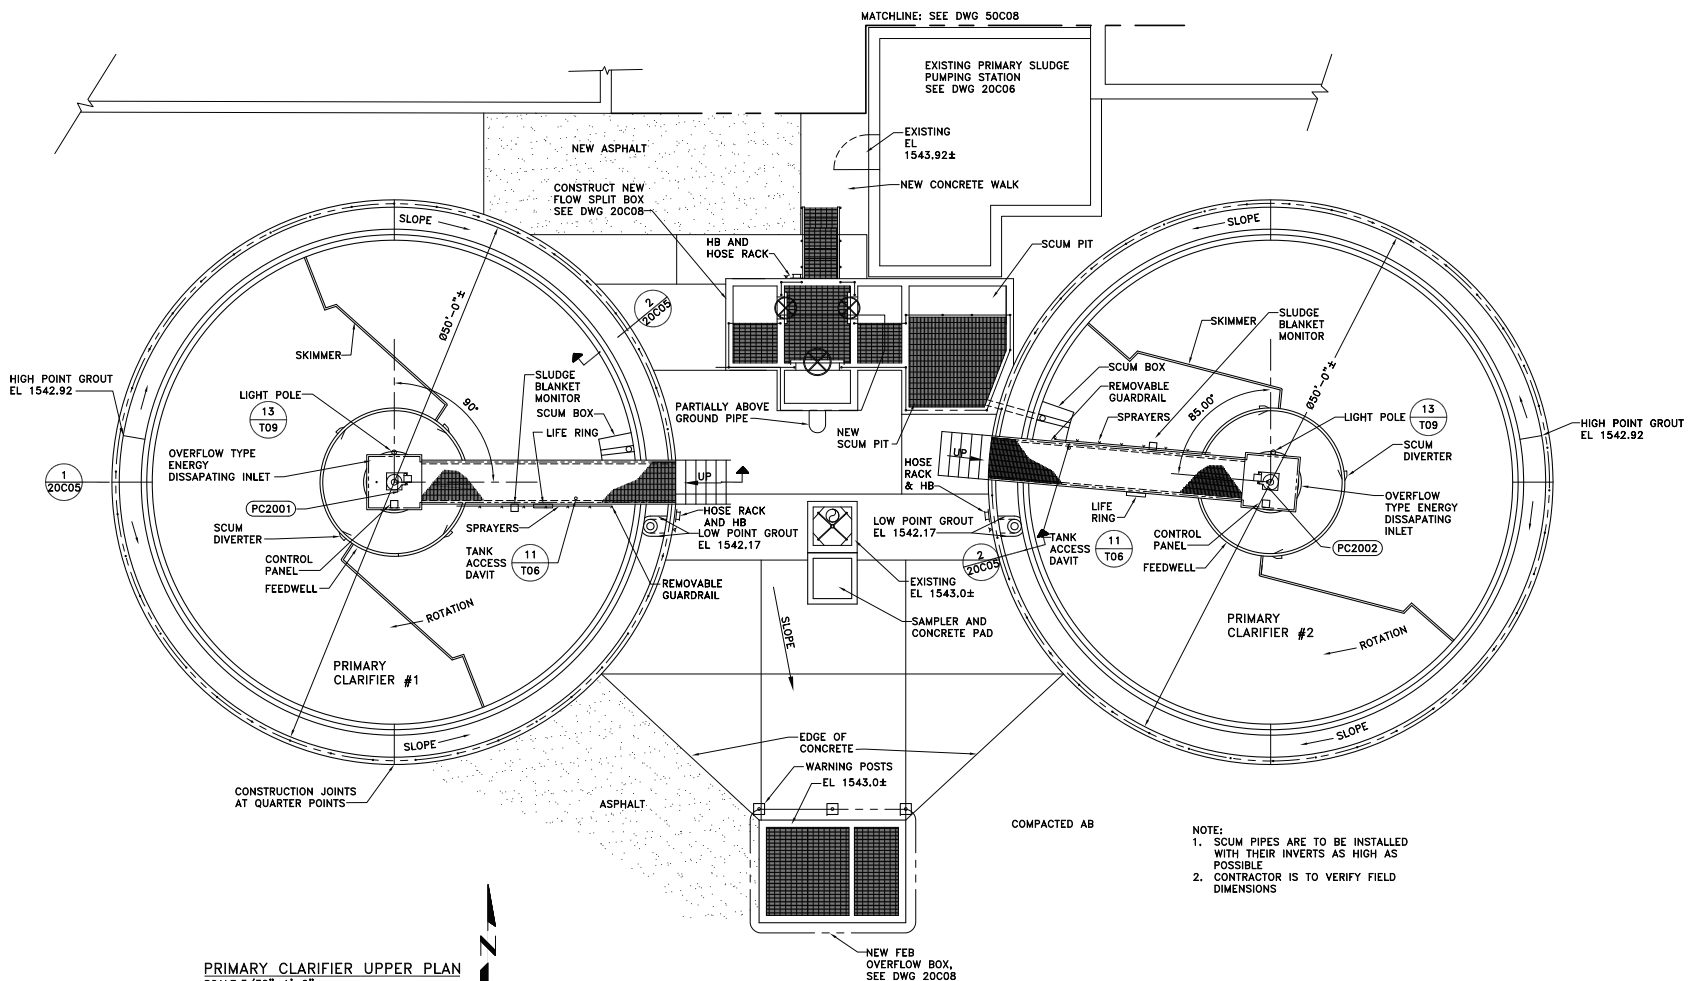 MATCHLINE: SEE DWG 50C08
EXISTING PRIMARY SLUDGE
PUMPING STATION
SEE DWG 20C06
EXISTING
EL
1543.92±
NEW CONCRETE WALK
NEW ASPHALT
CONSTRUCT NEW
FLOW SPLIT BOX
SEE DWG 20C08
HB AND
HOSE RACK
SCUM PIT
SLOPE
SLOPE
Ø50'-0"±
2
20C05
SKIMMER
HIGH POINT GROUT
EL 1542.92
LIGHT POLE
13
T09
90°
SLUDGE
BLANKET
MONITOR
SCUM BOX
LIFE RING
OVERFLOW TYPE
ENERGY
DISSAPATING INLET
1
20C05
PC2001
SCUM
DIVERTER
CONTROL
PANEL
FEEDWELL
SPRAYERS
TANK
ACCESS
DAVIT
11
T06
UP
HOSE RACK
AND HB
LOW POINT GROUT
EL 1542.17
REMOVABLE
GUARDRAIL
ROTATION
PRIMARY
CLARIFIER #1
SLOPE
CONSTRUCTION JOINTS
AT QUARTER POINTS
PARTIALLY ABOVE
GROUND PIPE
NEW
SCUM PIT
SKIMMER
SLUDGE
BLANKET
MONITOR
SCUM BOX
REMOVABLE
GUARDRAIL
SPRAYERS
85.00°
Ø50'-0"±
LIGHT POLE
13
T09
HIGH POINT GROUT
EL 1542.92
SCUM
DIVERTER
UP
HOSE
RACK
& HB
LOW POINT GROUT
EL 1542.17
2
20C05
LIFE
RING
TANK
ACCESS
DAVIT
11
T06
CONTROL
PANEL
FEEDWELL
OVERFLOW
TYPE ENERGY
DISSAPATING
INLET
PC2002
EXISTING
EL 1543.0±
SAMPLER AND
CONCRETE PAD
SLOPE
PRIMARY
CLARIFIER #2
ROTATION
SLOPE
EDGE OF
CONCRETE
WARNING POSTS
EL 1543.0±
ASPHALT
COMPACTED AB
NOTE:
1. SCUM PIPES ARE TO BE INSTALLED
WITH THEIR INVERTS AS HIGH AS
POSSIBLE
2. CONTRACTOR IS TO VERIFY FIELD
DIMENSIONS
NEW FEB
OVERFLOW BOX,
SEE DWG 20C08
N
PRIMARY CLARIFIER UPPER PLAN